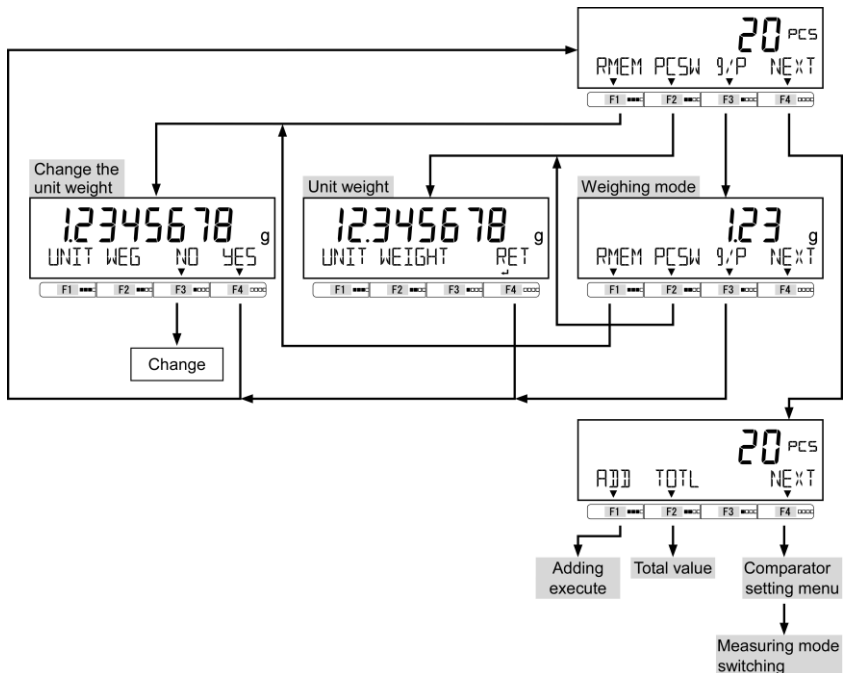 20 PCS
RMEM PCSW g/P NEXT
F1 F2 F3 F4
Change the
unit weight
1.2345678 g
UNIT WEG NO YES
F1 F2 F3 F4
Change
Unit weight
12.345678 g
UNIT WEIGHT RET
F1 F2 F3 F4
Weighing mode
1.23 g
RMEM PCSW g/P NEXT
F1 F2 F3 F4
20 PCS
ADD TOTL NEXT
F1 F2 F3 F4
Adding
execute
Total value
Comparator
setting menu
Measuring mode
switching